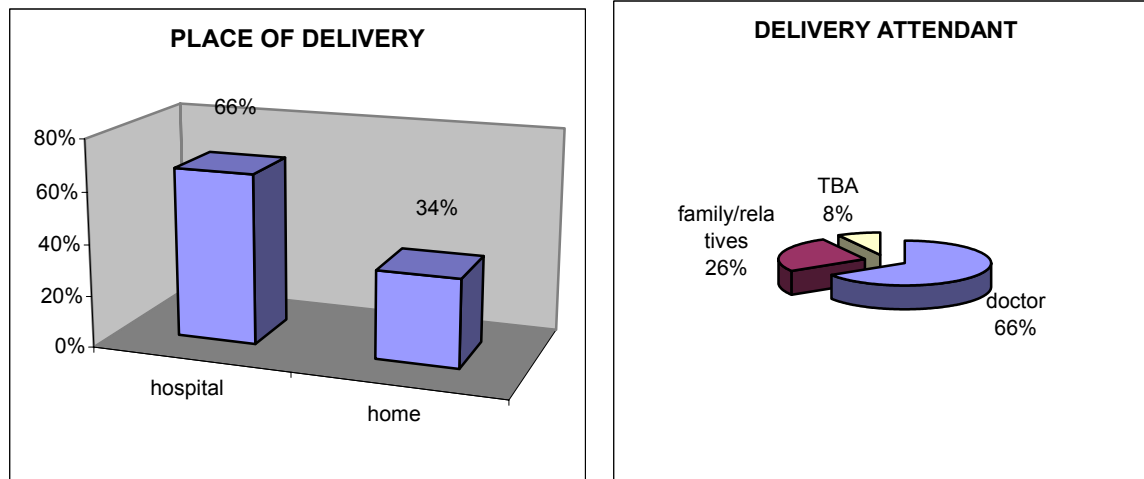 PLACE OF DELIVERY
66%
34%
80%
60%
40%
20%
0%
hospital
home
DELIVERY ATTENDANT
TBA
8%
family/rela
tives
26%
doctor
66%